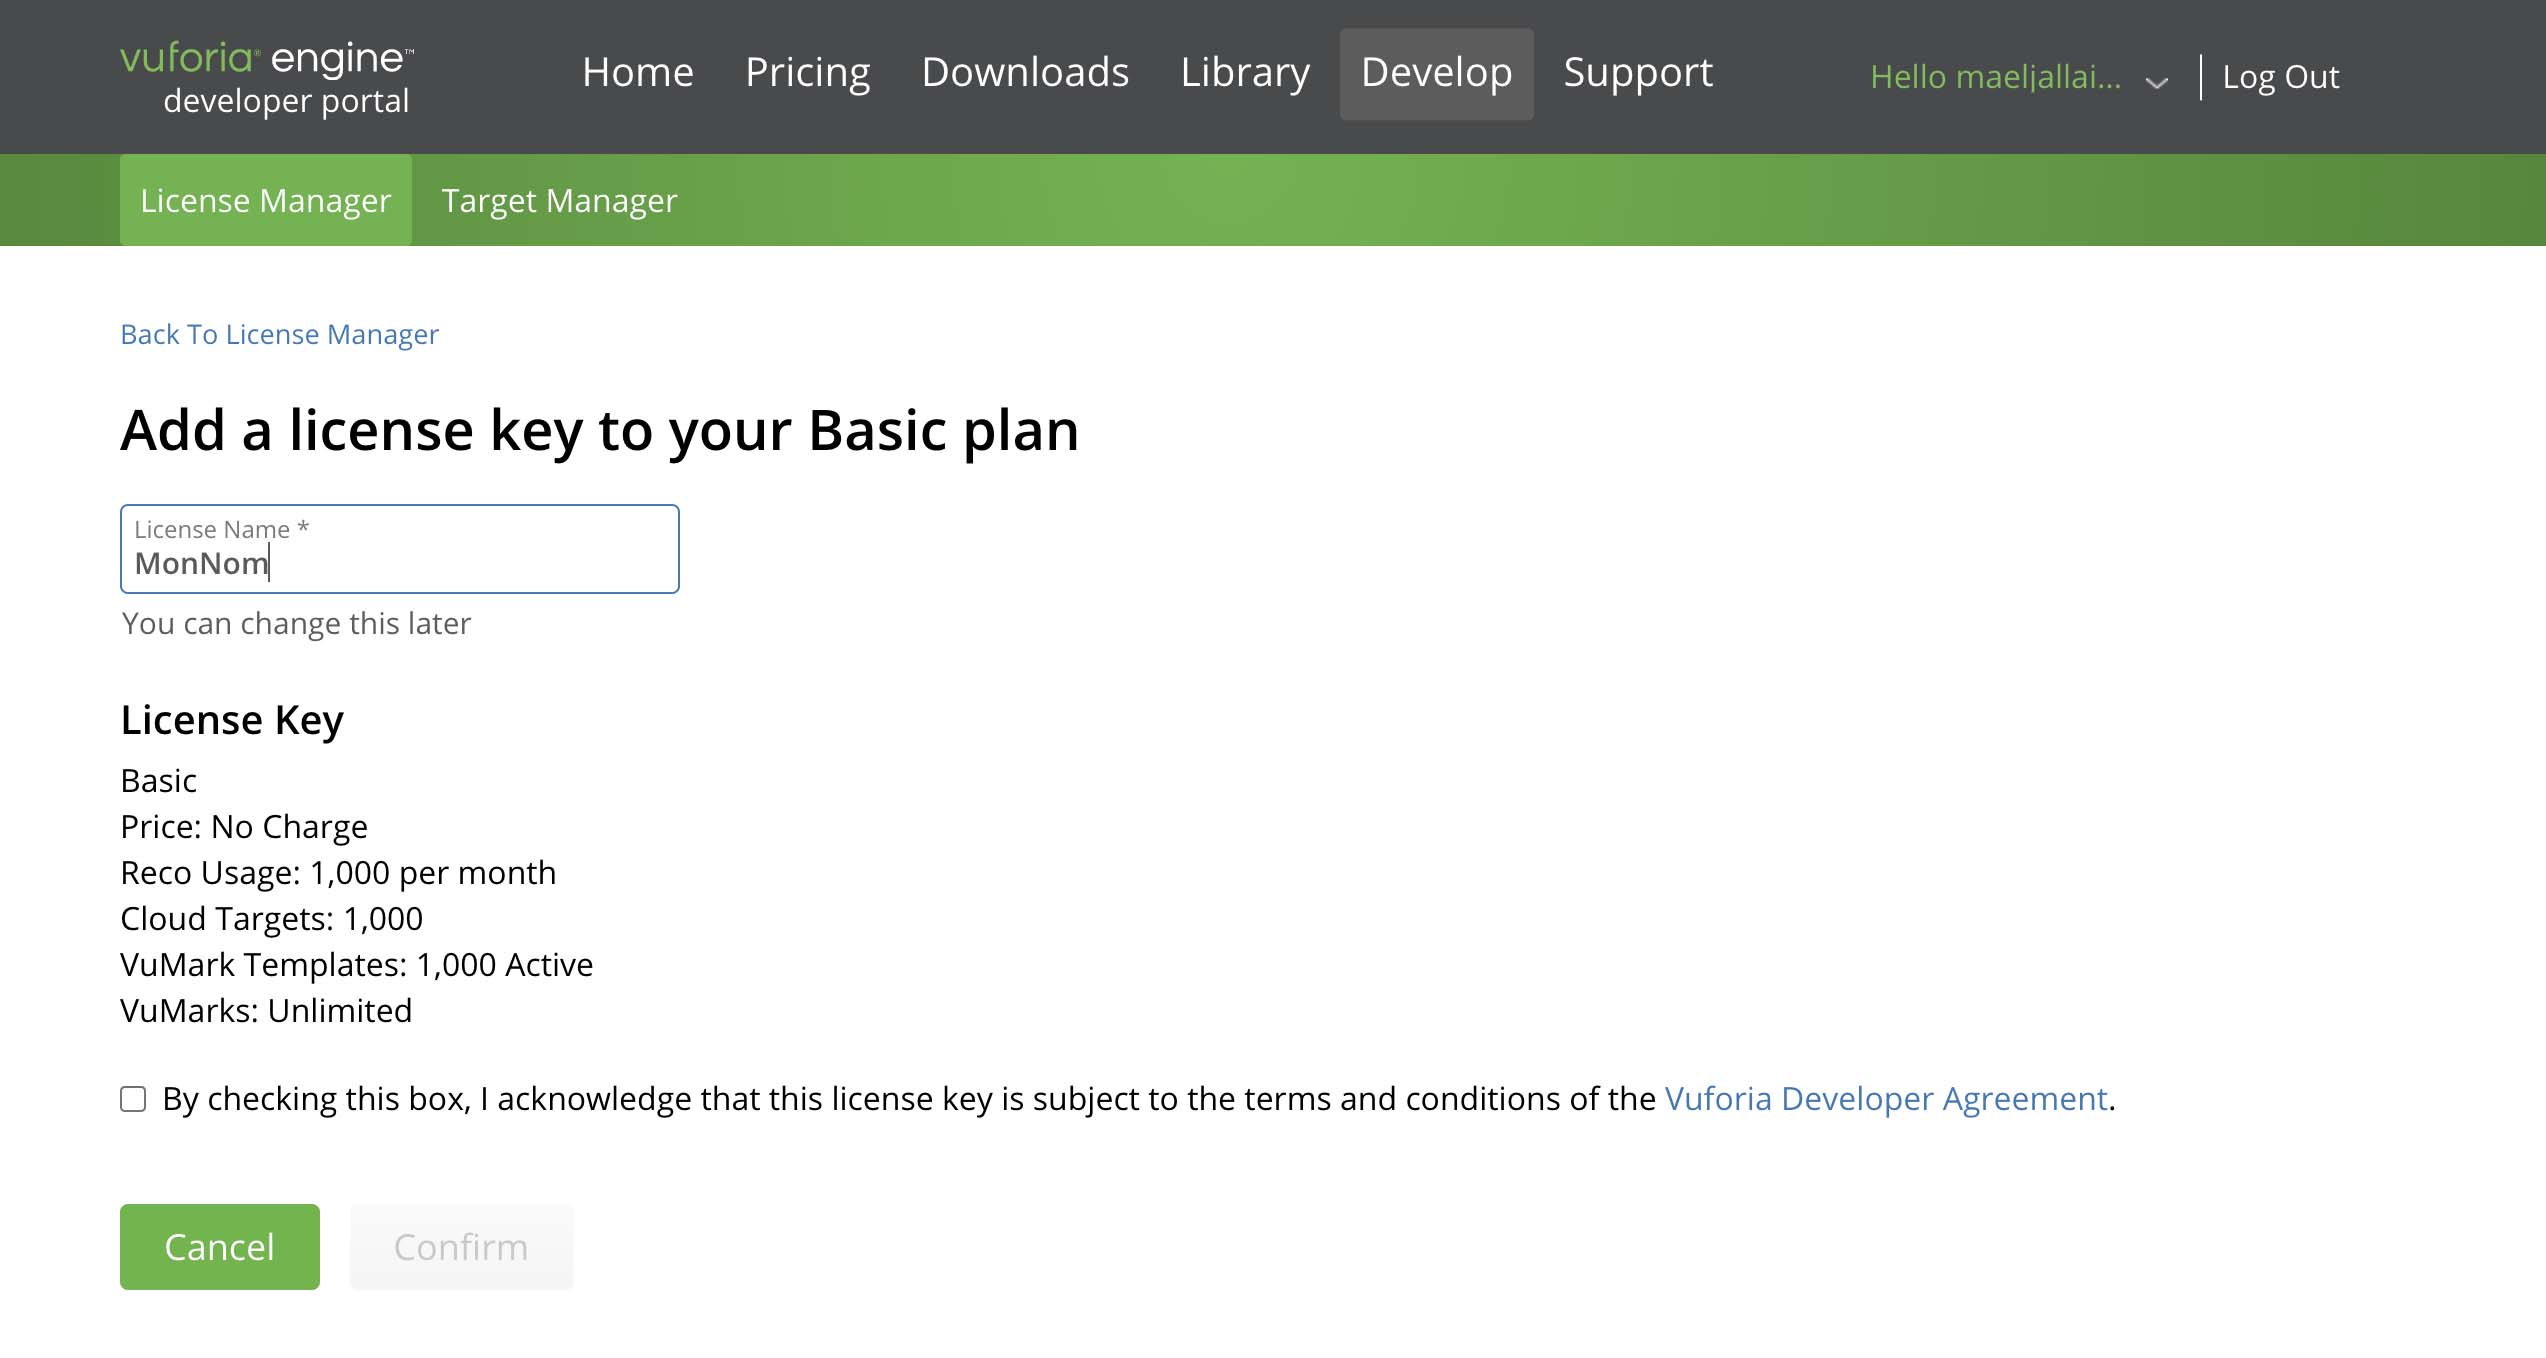 vuforia® engine™
developer portal
Home Pricing Downloads Library Develop Support
Hello maeljallai... Log Out
License Manager Target Manager
Back To License Manager
Add a license key to your Basic plan
License Name *
MonNom
You can change this later
License Key
Basic
Price: No Charge
Reco Usage: 1,000 per month
Cloud Targets: 1,000
VuMark Templates: 1,000 Active
VuMarks: Unlimited
By checking this box, I acknowledge that this license key is subject to the terms and conditions of the Vuforia Developer Agreement.
Cancel Confirm